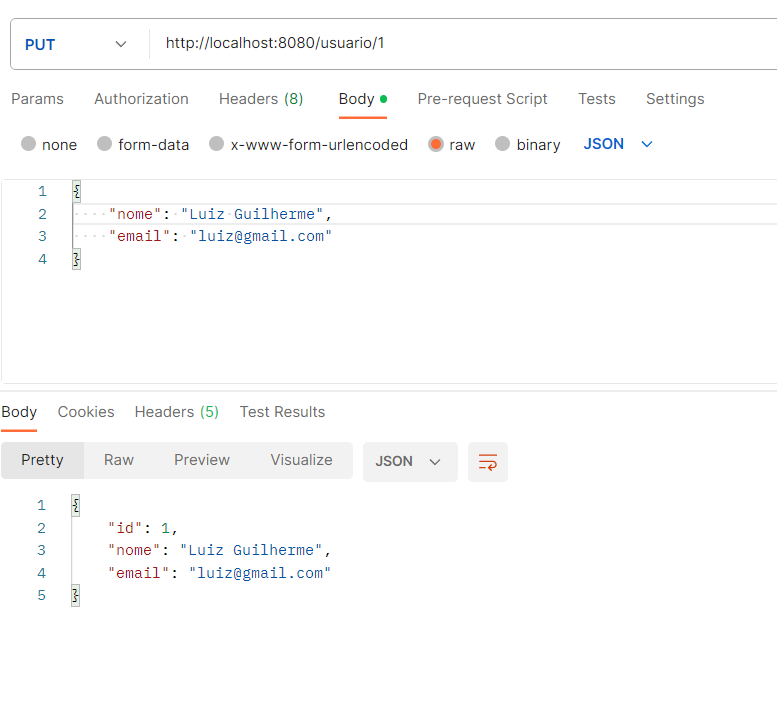 PUT http://localhost:8080/usuario/1
Params Authorization Headers (8) Body Pre-request Script Tests Settings
none form-data x-www-form-urlencoded raw binary JSON
1 {
2 "nome": "Luiz Guilherme",
3 "email": "luiz@gmail.com"
4 }
Body Cookies Headers (5) Test Results
Pretty Raw Preview Visualize JSON
1 {
2 "id": 1,
3 "nome": "Luiz Guilherme",
4 "email": "luiz@gmail.com"
5 }